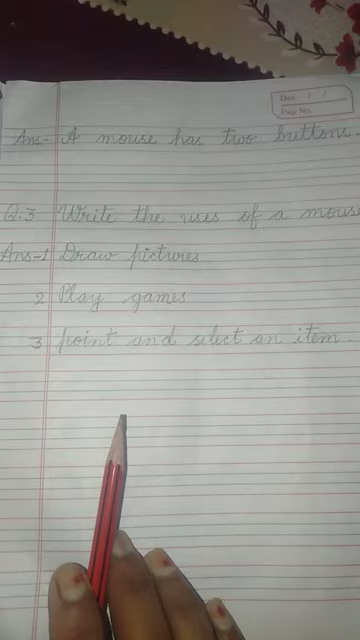 Date: / /
Page No.
Ans- A mouse has two buttons.
Q.3 Write the uses of a mouse
Ans-1 Draw pictures
2 Play games
3 point and select an item.